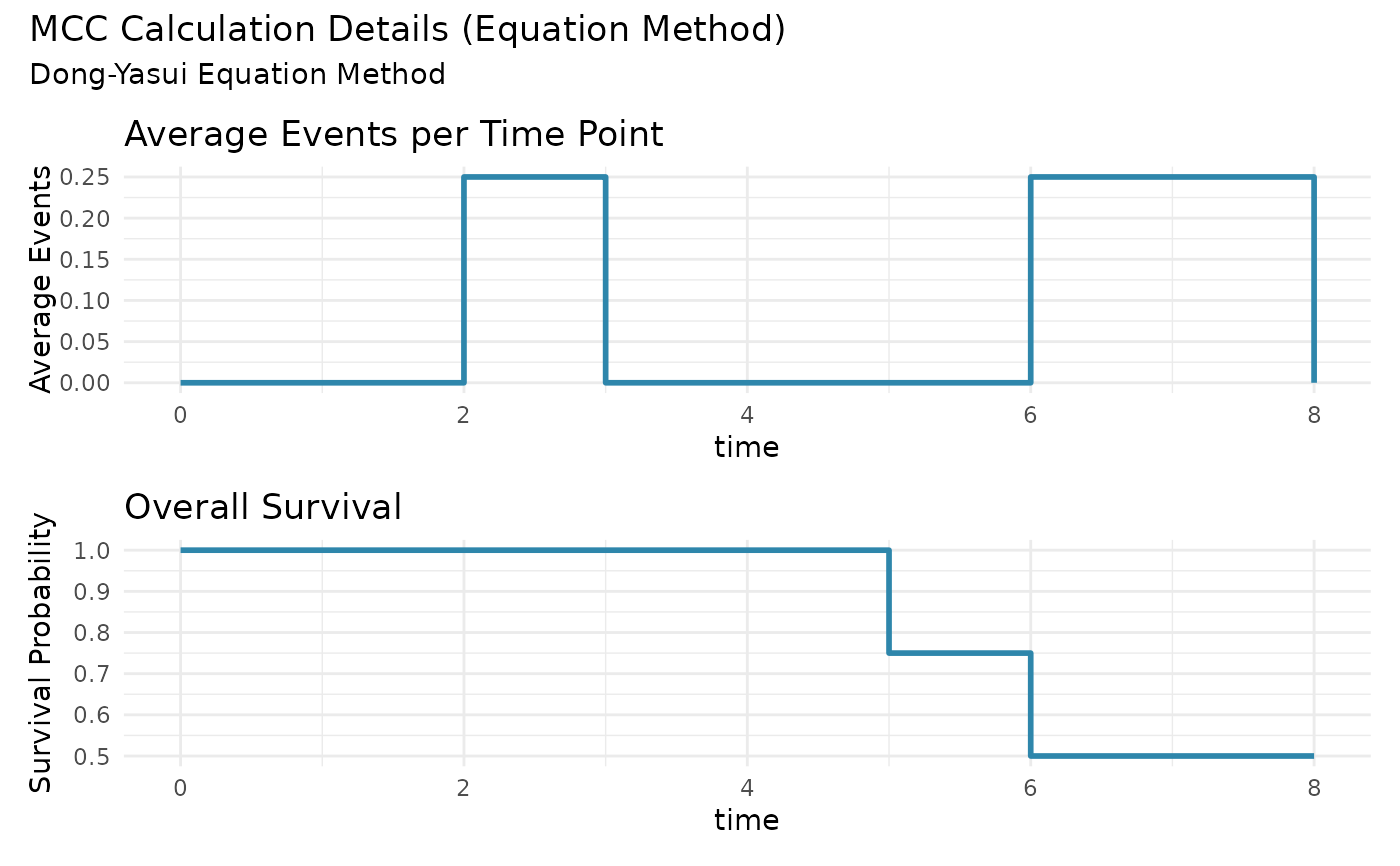 MCC Calculation Details (Equation Method)
Dong-Yasui Equation Method
Average Events per Time Point
Average Events
0.25
0.20
0.15
0.10
0.05
0.00
0 2 4 6 8
time
Overall Survival
Survival Probability
1.0
0.9
0.8
0.7
0.6
0.5
0 2 4 6 8
time